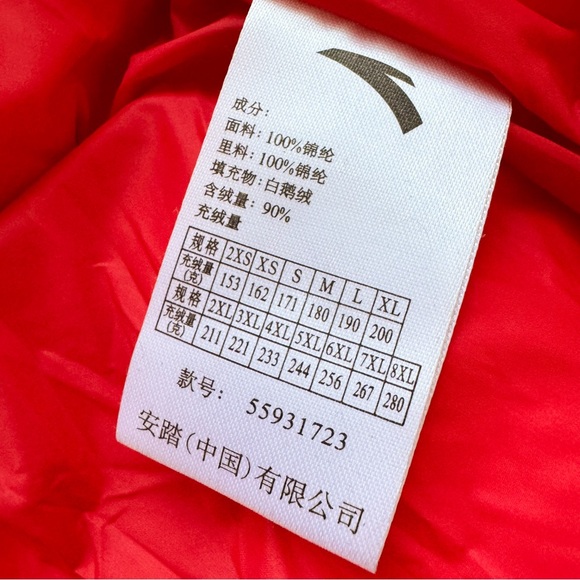 成分:
面料: 100%锦纶
里料: 100%锦纶
填充物: 白鹅绒
含绒量: 90%
充绒量
规格 2XS XS S M L XL
充绒量(克) 153 162 171 180 190 200
规格 2XL 3XL 4XL 5XL 6XL 7XL 8XL
充绒量(克) 211 221 233 244 256 267 280
款号: 55931723
安踏(中国)有限公司